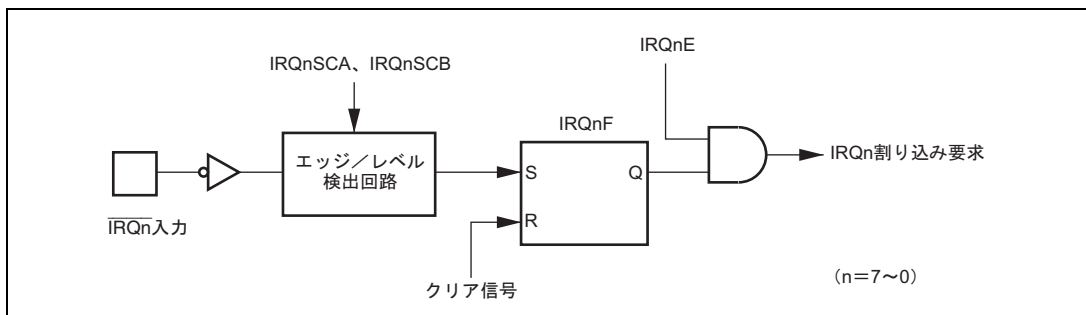 IRQnE
IRQnSCA、IRQnSCB
IRQnF
エッジ／レベル
検出回路
S
Q
R
IRQn割り込み要求
IRQn入力
クリア信号
（n＝7〜0）